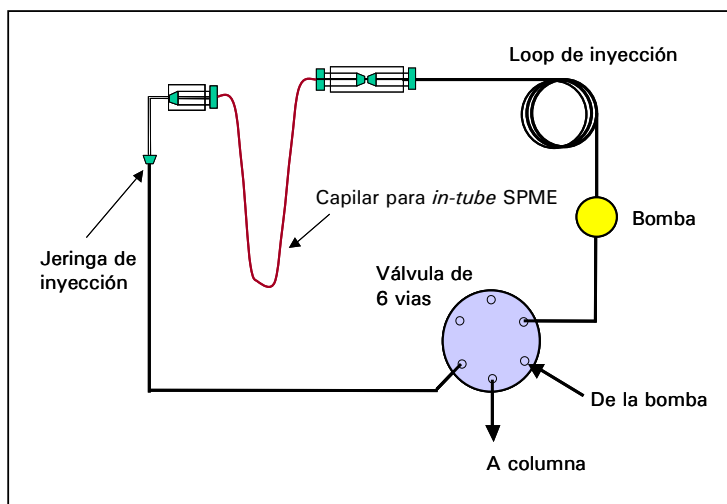 Loop de inyección
Capilar para in-tube SPME
Bomba
Jeringa de
inyección
Válvula de
6 vias
De la bomba
A columna